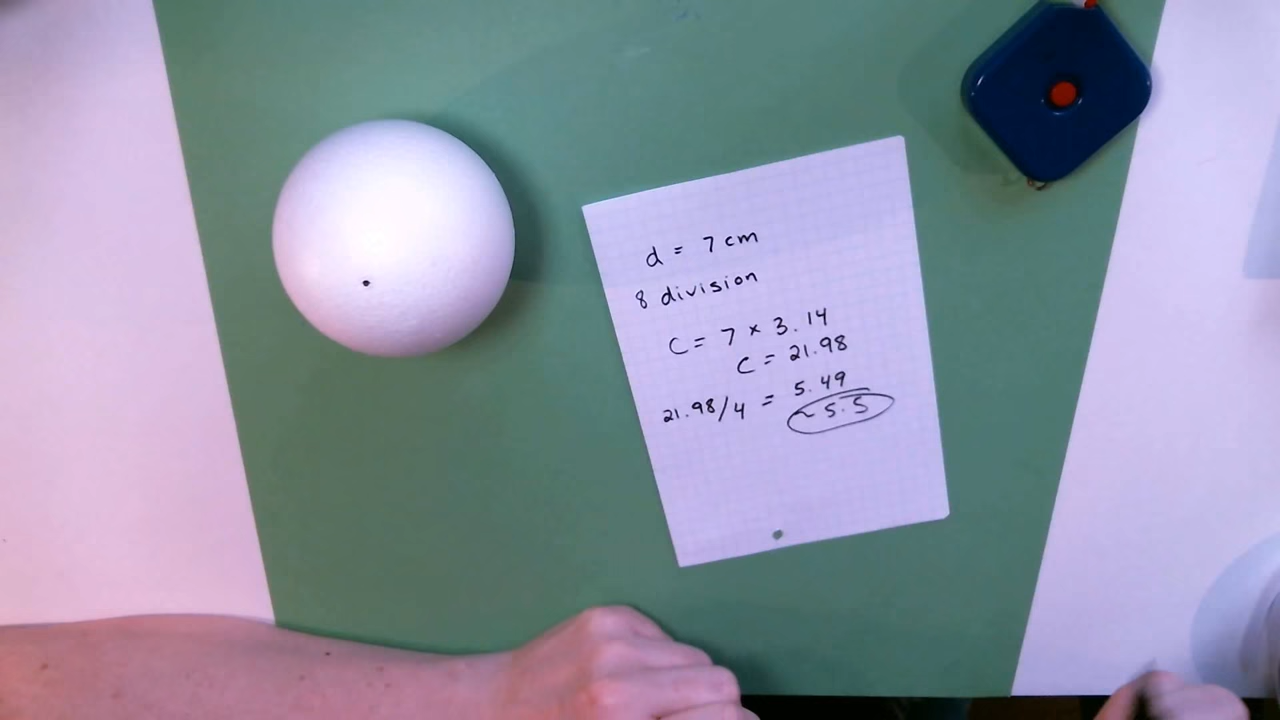 d = 7 cm
8 division
C = 7 × 3.14
C = 21.98
21.98/4 = 5.49
~5.5